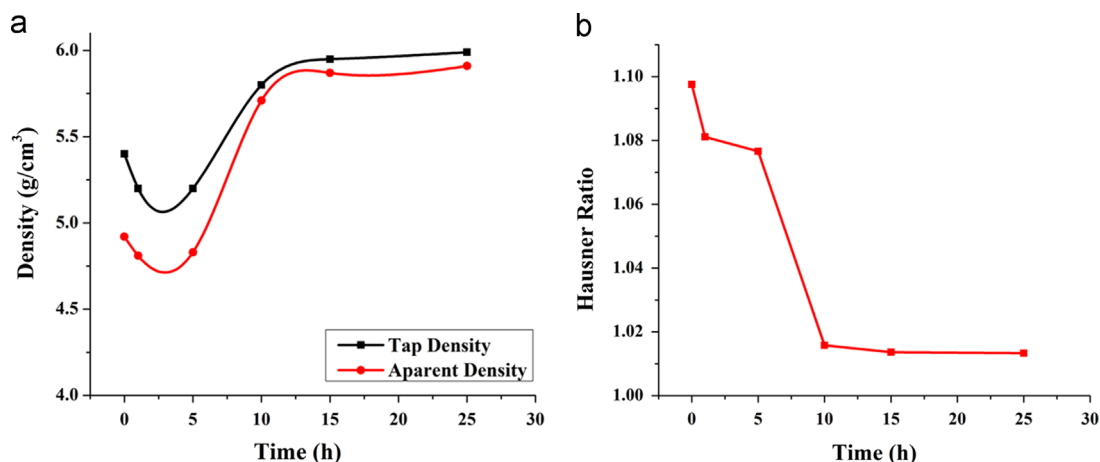 a
6.0
5.5
5.0
4.5
4.0
Density (g/cm³)
Tap Density
Aparent Density
0 5 10 15 20 25 30
Time (h)
b
1.10
1.08
1.06
1.04
1.02
1.00
Hausner Ratio
0 5 10 15 20 25 30
Time (h)